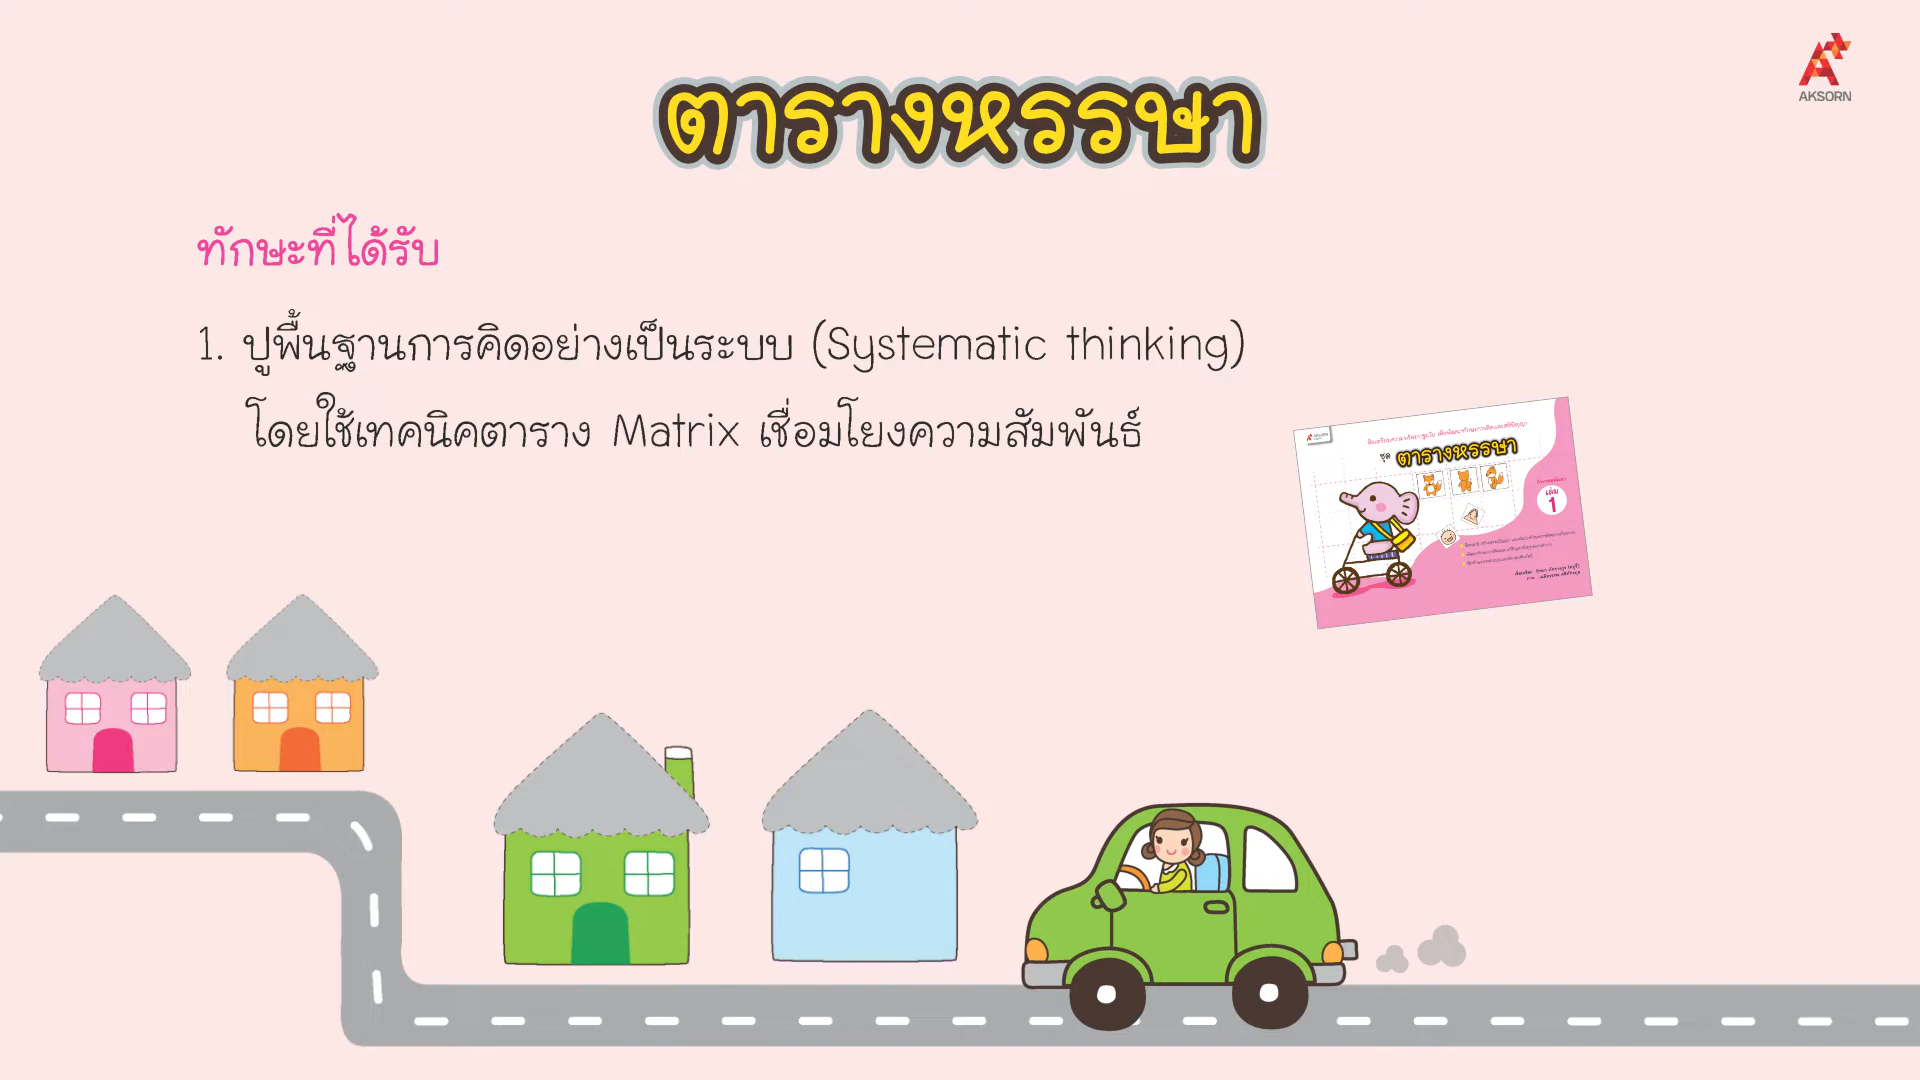 ตารางหรรษา
AKSORN
ทักษะที่ได้รับ
1. ปูพื้นฐานการคิดอย่างเป็นระบบ (Systematic thinking)
โดยใช้เทคนิคตาราง Matrix เชื่อมโยงความสัมพันธ์
ชุด ตารางหรรษา
เล่ม
1